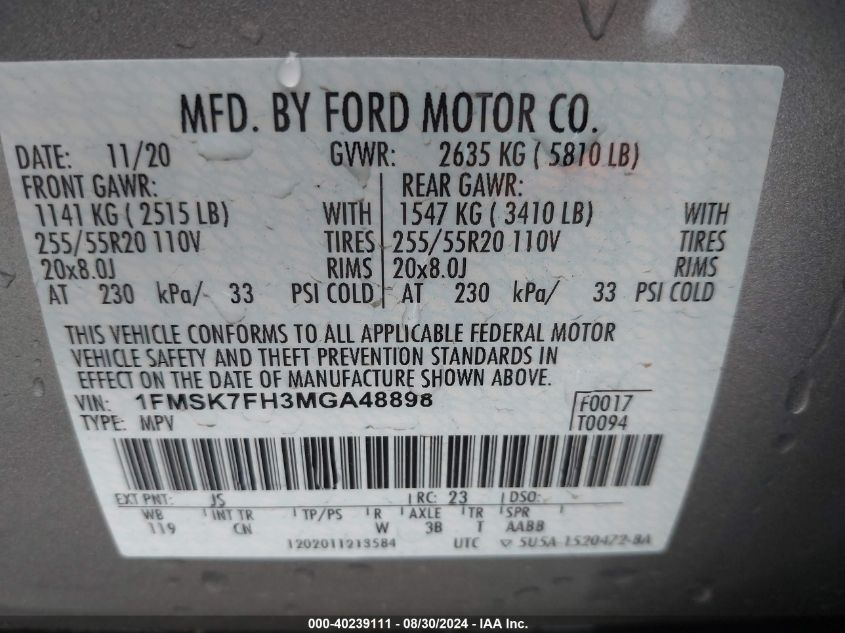 MFD. BY FORD MOTOR CO.
DATE: 11/20 GVWR: 2635 KG ( 5810 LB)
FRONT GAWR: REAR GAWR:
1141 KG ( 2515 LB) WITH 1547 KG ( 3410 LB) WITH
255/55R20 110V TIRES 255/55R20 110V TIRES
20x8.0J RIMS 20x8.0J RIMS
AT 230 kPa/ 33 PSI COLD AT 230 kPa/ 33 PSI COLD
THIS VEHICLE CONFORMS TO ALL APPLICABLE FEDERAL MOTOR
VEHICLE SAFETY AND THEFT PREVENTION STANDARDS IN
EFFECT ON THE DATE OF MANUFACTURE SHOWN ABOVE.
VIN: 1FMSK7FH3MGA48898 F0017
TYPE: MPV T0094
EXT PNT: JS RC: 23 DSO:
WB INT TR TP/PS R AXLE TR SPR
119 CN W 3B T AABB
1202011213584 UTC 5U5A-1520472-BA
000-40239111 - 08/30/2024 - IAA Inc.